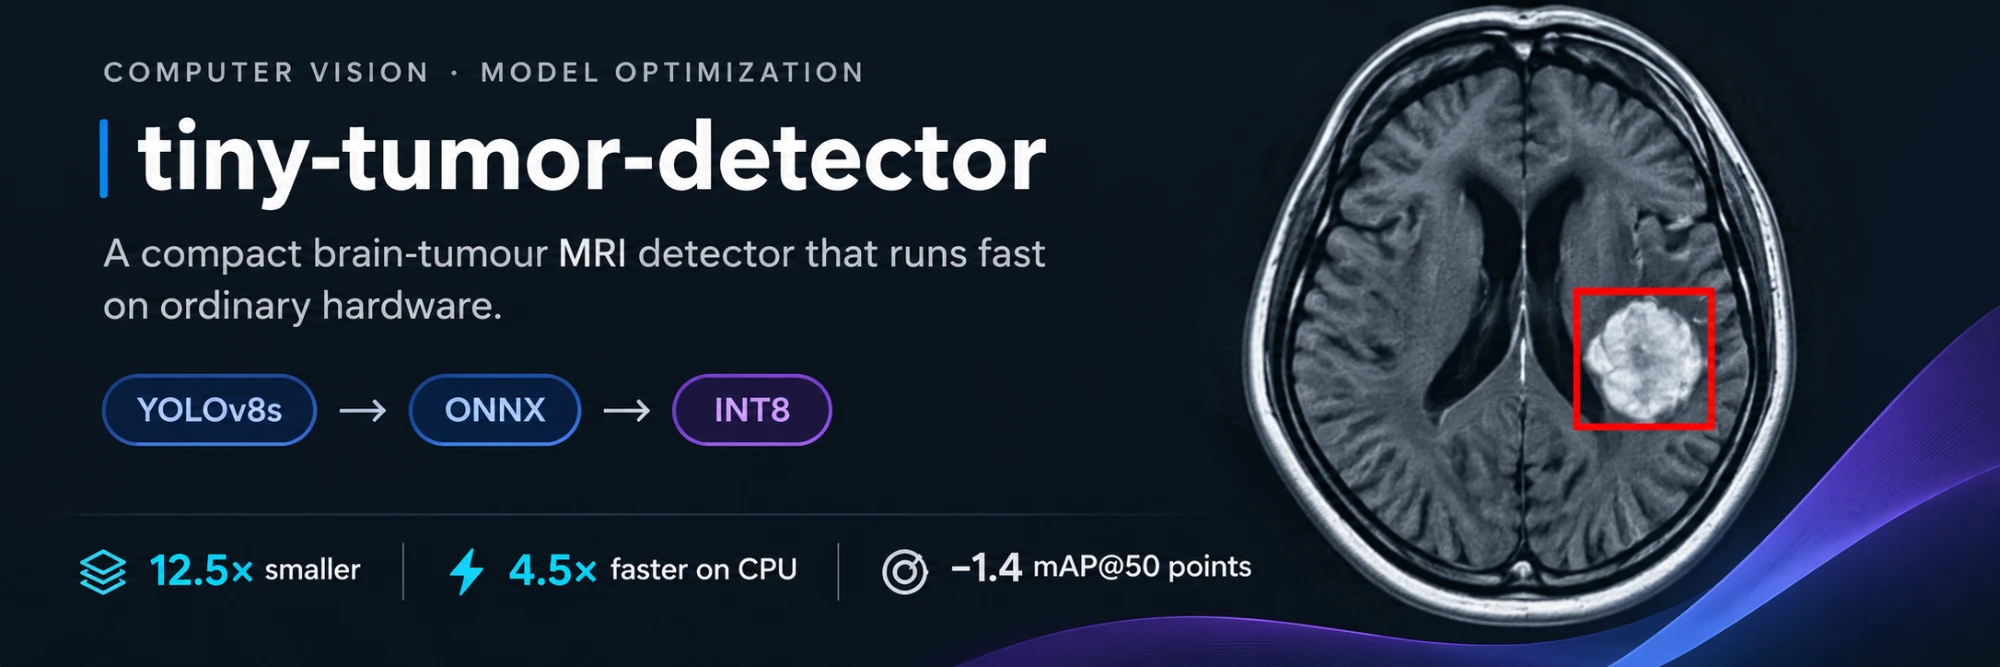 COMPUTER VISION · MODEL OPTIMIZATION
tiny-tumor-detector
A compact brain-tumour MRI detector that runs fast
on ordinary hardware.
YOLOv8s → ONNX → INT8
12.5× smaller
4.5× faster on CPU
−1.4 mAP@50 points